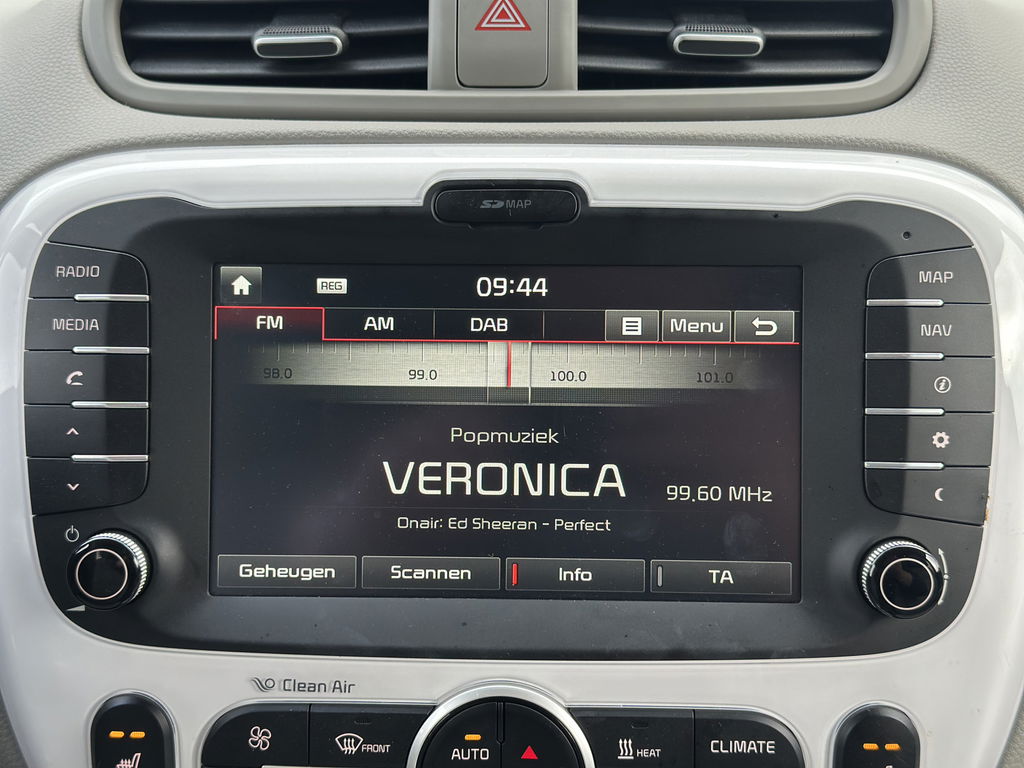 SD MAP
RADIO
MEDIA
MAP
NAV
REG
09:44
FM AM DAB Menu
98.0 99.0 100.0 101.0
Popmuziek
VERONICA
99.60 MHz
Onair: Ed Sheeran - Perfect
Geheugen Scannen Info TA
Clean Air
FRONT
AUTO
HEAT
CLIMATE